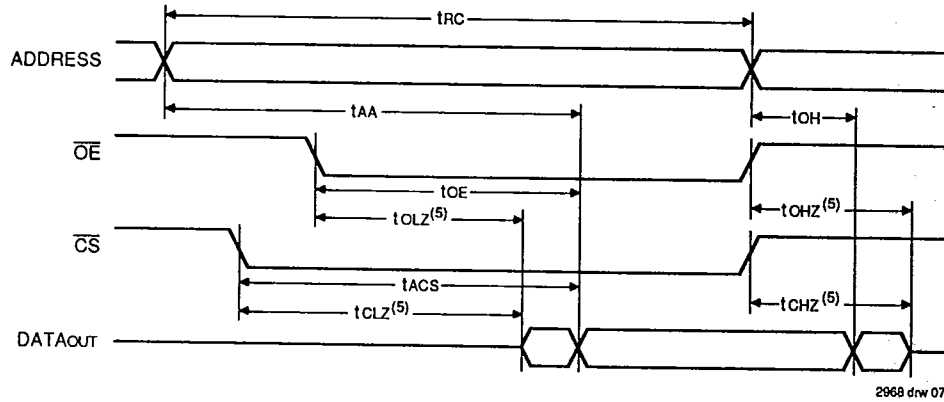 tRC
ADDRESS
tAA
tOH
OE
tOE
tOLZ(5)
tOHZ(5)
CS
tACS
tCLZ(5)
tCHZ(5)
DATAOUT
2968 drw 07